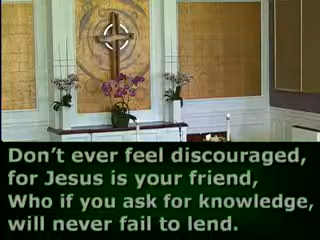 Don't ever feel discouraged,
for Jesus is your friend,
Who if you ask for knowledge,
will never fail to lend.